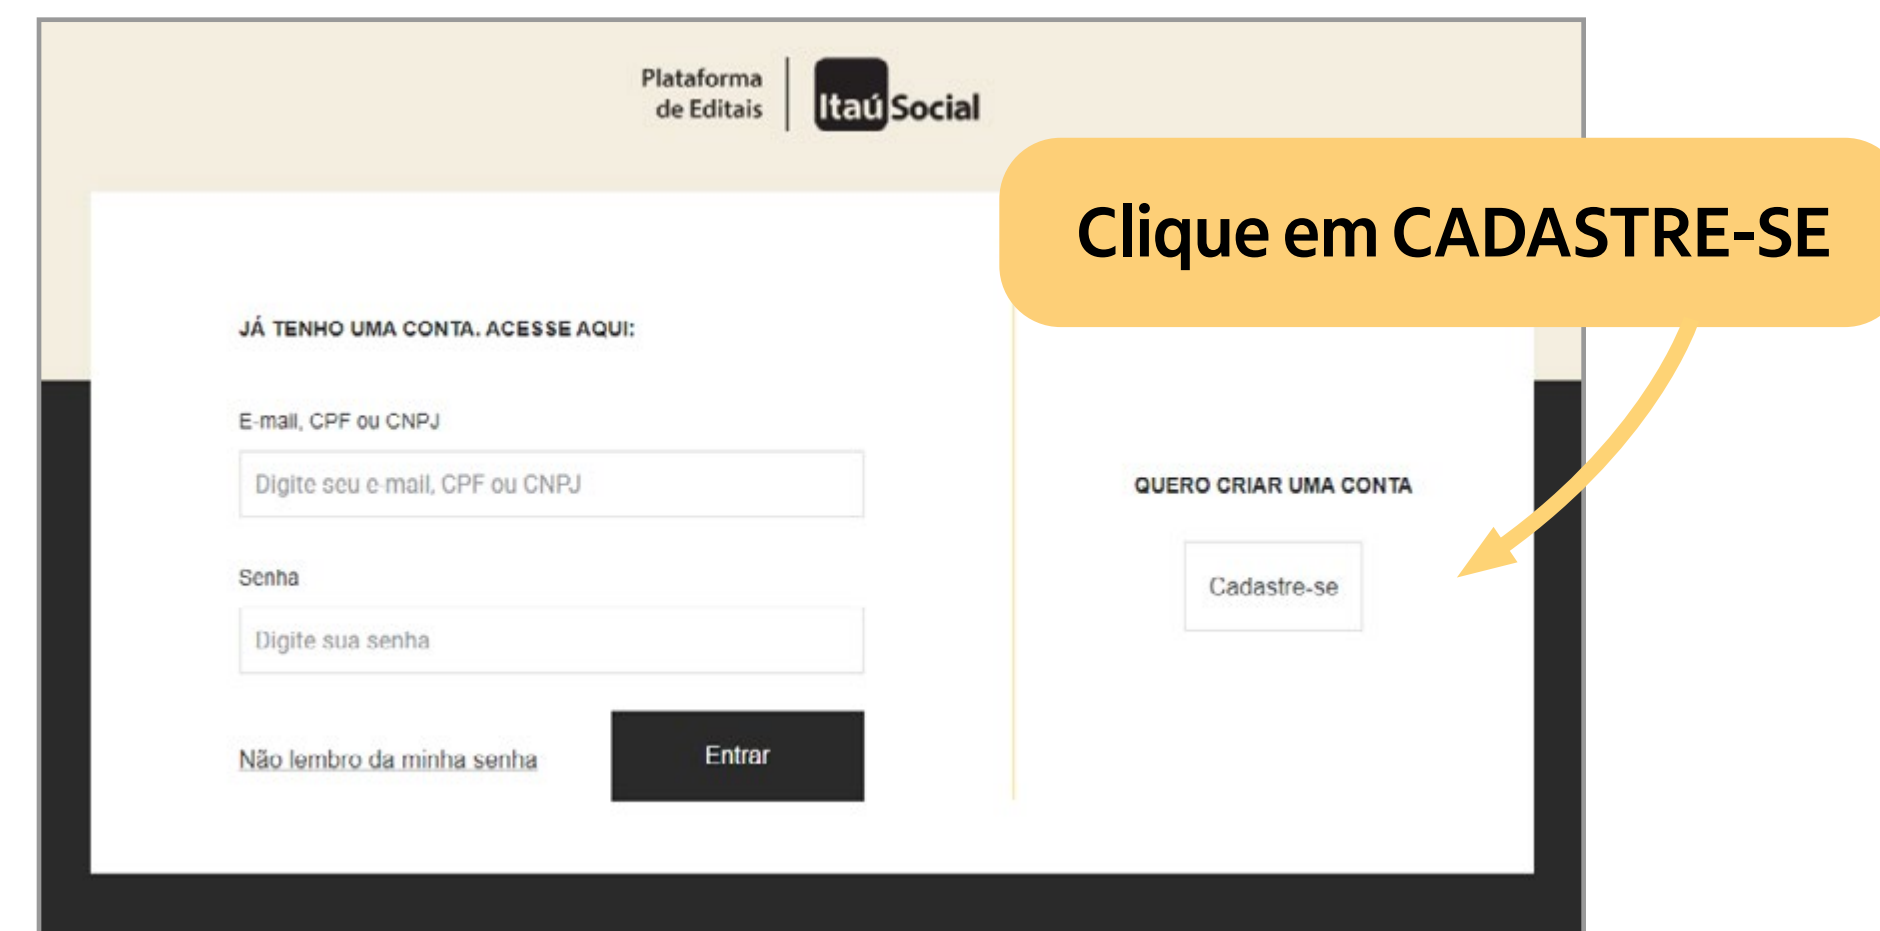 Plataforma
de Editais
Itaú Social
Clique em CADASTRE-SE
JÁ TENHO UMA CONTA. ACESSE AQUI:
E-mail, CPF ou CNPJ
Digite seu e-mail, CPF ou CNPJ
Senha
Digite sua senha
Não lembro da minha senha
Entrar
QUERO CRIAR UMA CONTA
Cadastre-se